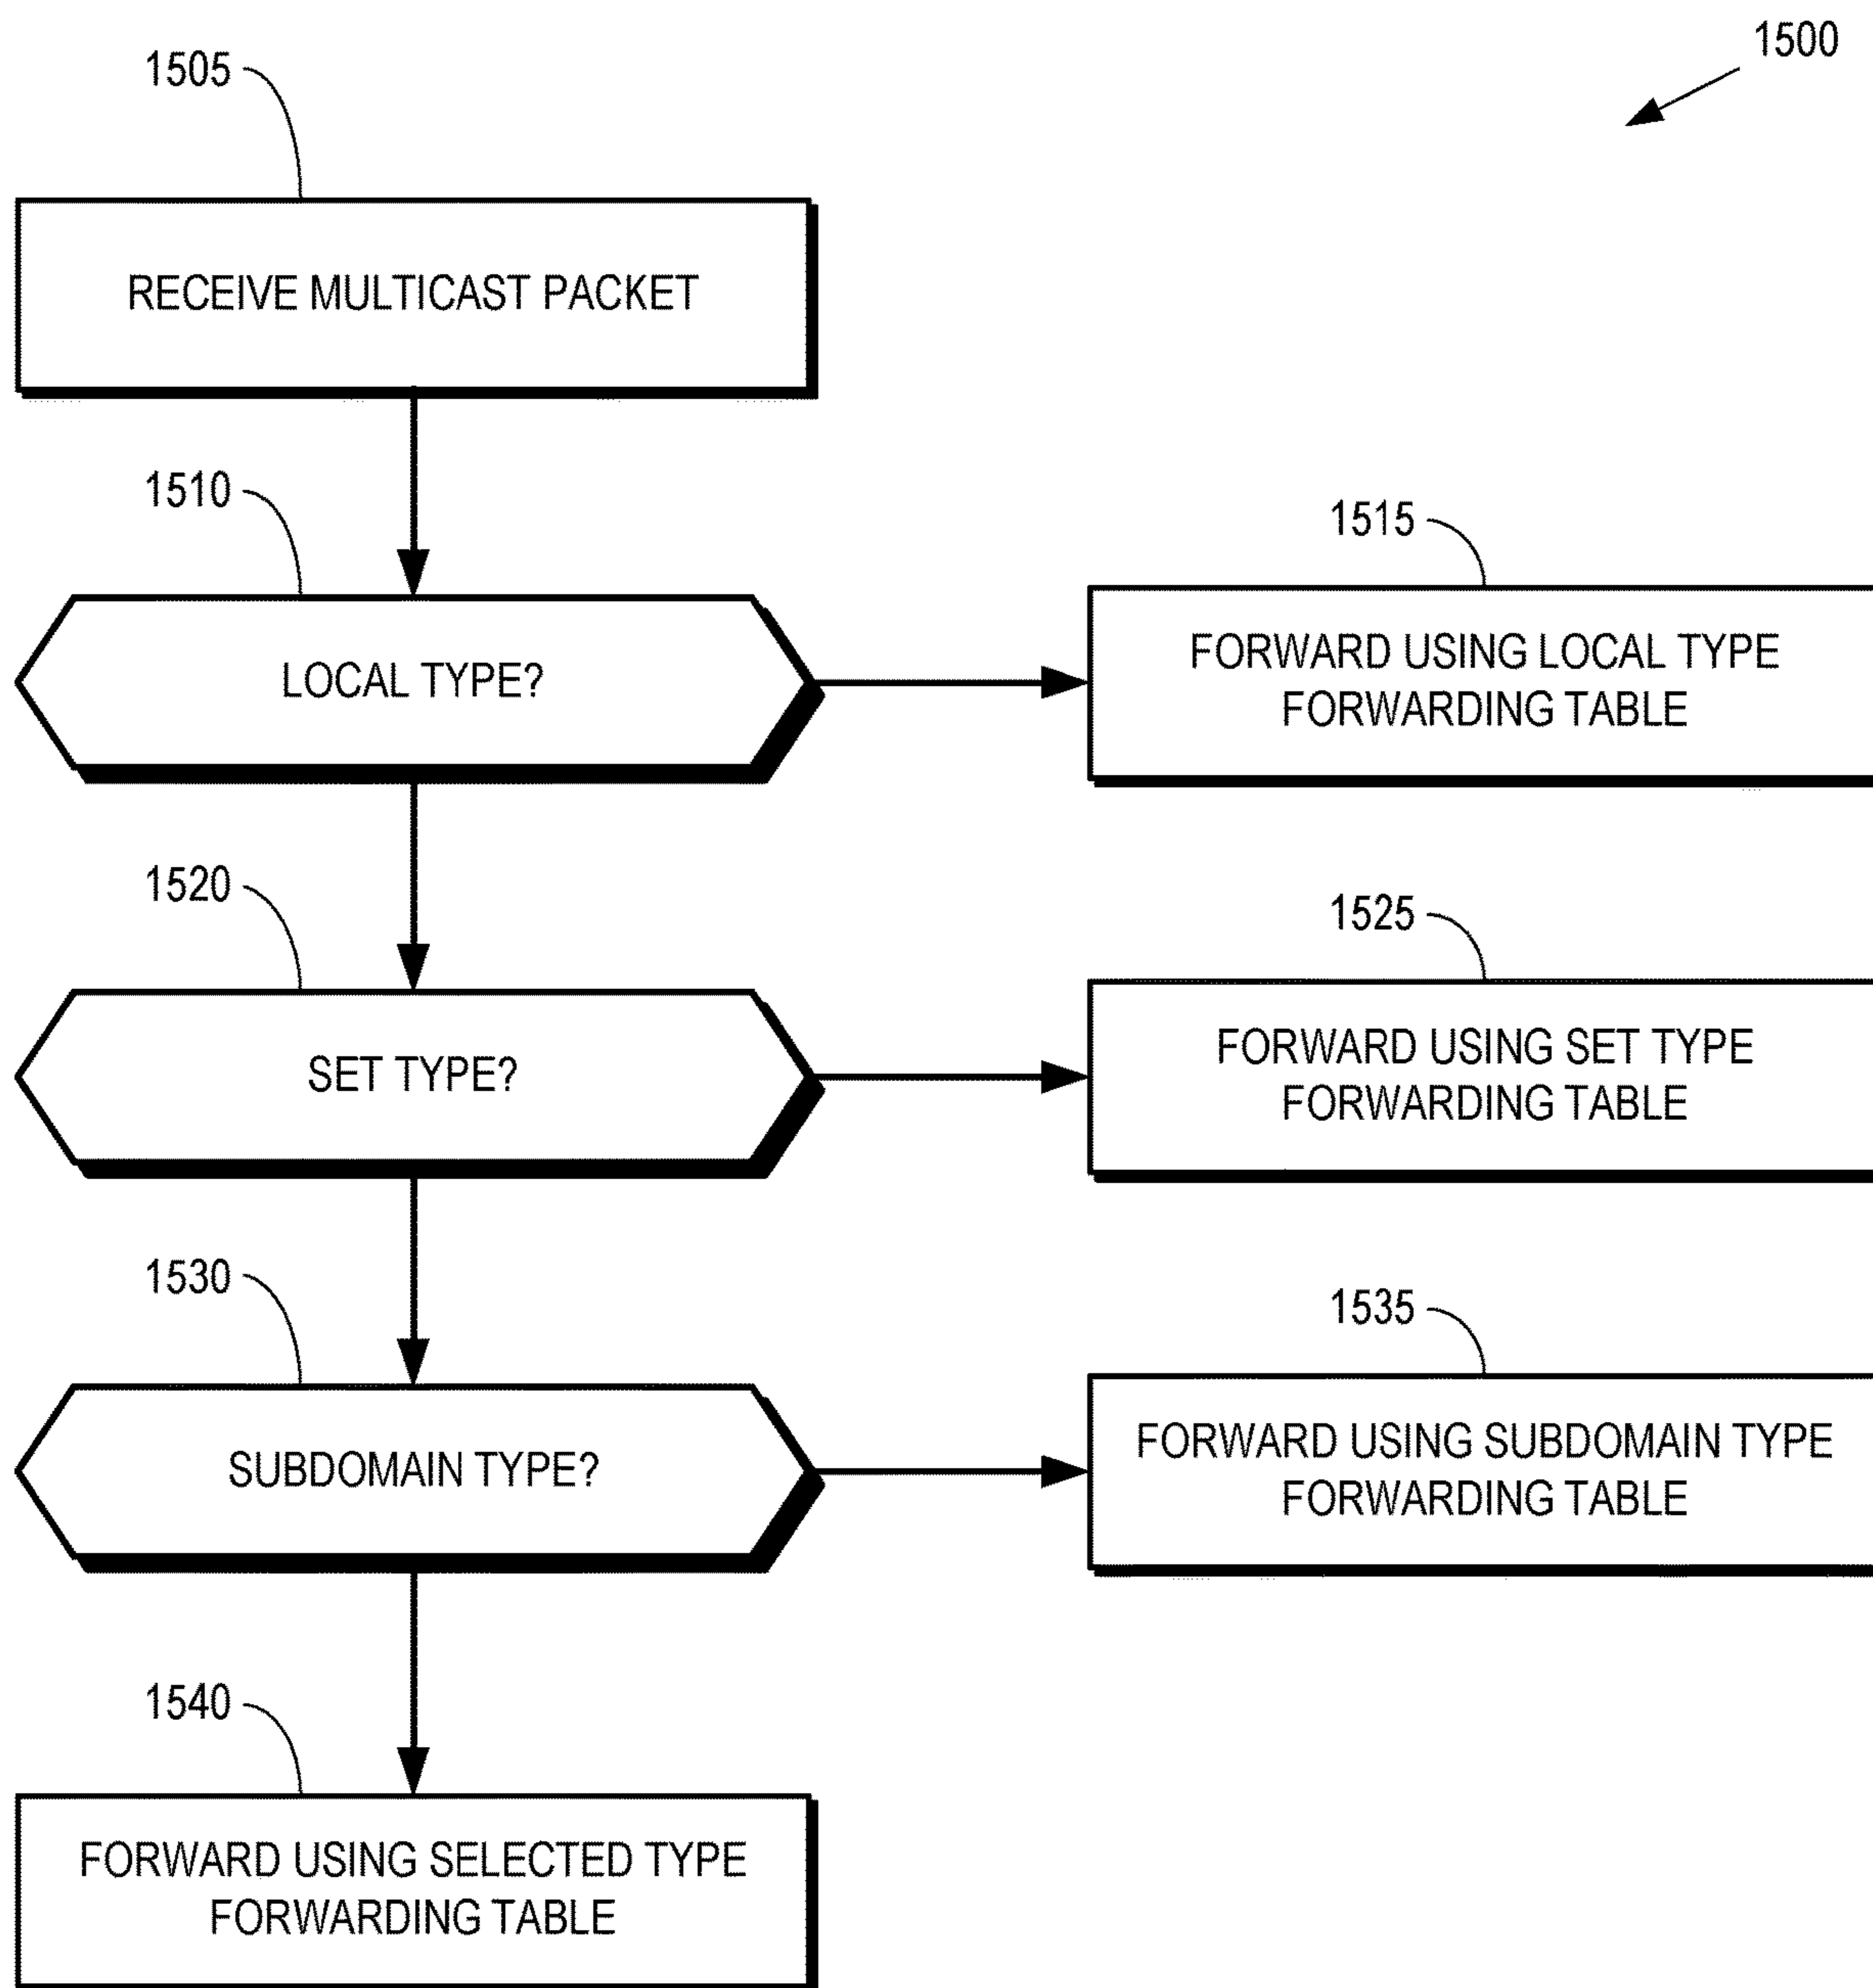 1500
1505
RECEIVE MULTICAST PACKET
1510
LOCAL TYPE?
1515
FORWARD USING LOCAL TYPE
FORWARDING TABLE
1520
SET TYPE?
1525
FORWARD USING SET TYPE
FORWARDING TABLE
1530
SUBDOMAIN TYPE?
1535
FORWARD USING SUBDOMAIN TYPE
FORWARDING TABLE
1540
FORWARD USING SELECTED TYPE
FORWARDING TABLE